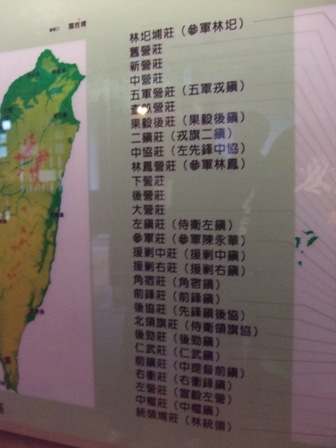 林圯埔莊（參軍林圯）
舊營莊
新營莊
中營莊
五軍營莊（五軍戎鎮）
查畝營莊
果毅後莊（果毅後鎮）
二鎮莊（戎旗二鎮）
中協莊（左先鋒中協）
林鳳營莊（參軍林鳳）
下營莊
後營莊
大營莊
左鎮莊（侍衛左鎮）
參軍莊（參軍陳永華）
援剿中莊（援剿中鎮）
援剿右莊（援剿右鎮）
角宿莊（角宿鎮）
前鋒莊（前鋒鎮）
後協莊（先鋒鎮後協）
北領旗莊（侍衛領旗協）
後勁莊（後勁鎮）
仁武莊（仁武鎮）
前鎮莊（中提督前鎮）
右衝莊（右衝鋒鎮）
左營莊（宣毅左營）
中權莊（中權鎮）
統領埔莊（林統領）